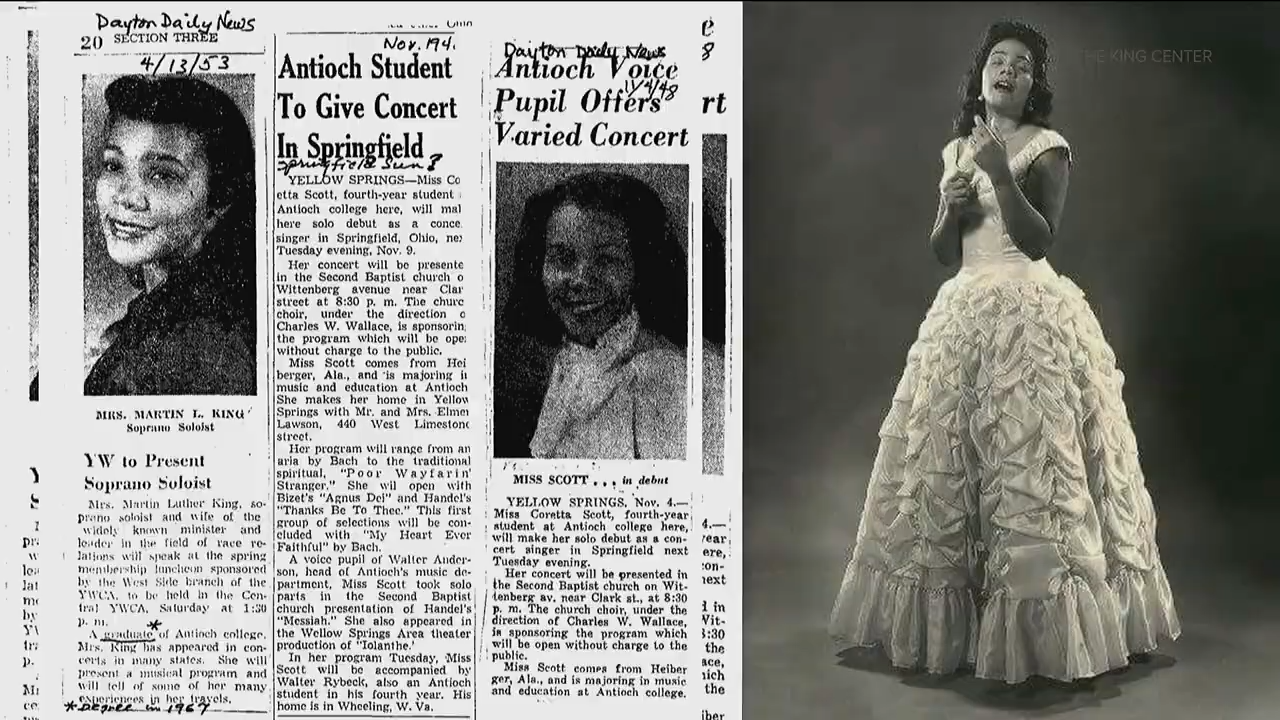 Dayton Daily News
20 SECTION THREE
4/13/53
MRS. MARTIN L. KING
Soprano Soloist
YW to Present
Soprano Soloist
Mrs. Martin Luther King, so-
prano soloist and wife of the
widely known minister and
leader in the field of race re-
lations will speak at the spring
membership luncheon sponsored
by the West Side branch of the
YWCA, to be held in the Cen-
tral YWCA, Saturday at 1:30
p. m.
A graduate* of Antioch college,
Mrs. King has appeared in con-
certs in many states. She will
present a musical program and
will tell of some of her many
experiences in her travels.
*Degree in 1967
Nov. 194.
Antioch Student
To Give Concert
In Springfield
Springfield Sun?
YELLOW SPRINGS—Miss Co
etta Scott, fourth-year student
Antioch college here, will mal
here solo debut as a conce
singer in Springfield, Ohio, ne
Tuesday evening, Nov. 9.
Her concert will be presente
in the Second Baptist church o
Wittenberg avenue near Clar
street at 8:30 p. m. The churc
choir, under the direction o
Charles W. Wallace, is sponsorin
the program which will be ope
without charge to the public.
Miss Scott comes from Hei
berger, Ala., and is majoring i
music and education at Antioch
She makes her home in Yellow
Springs with Mr. and Mrs. Elmer
Lawson, 440 West Limestone
street.
Her program will range from an
aria by Bach to the traditional
spiritual, "Poor Wayfarin'
Stranger." She will open with
Bizet's "Agnus Dei" and Handel's
"Thanks Be To Thee." This first
group of selections will be con-
cluded with "My Heart Ever
Faithful" by Bach.
A voice pupil of Walter Ander-
son, head of Antioch's music de-
partment, Miss Scott took solo
parts in the Second Baptist
church presentation of Handel's
"Messiah." She also appeared in
the Wellow Springs Area theater
production of "Iolanthe.'
In her program Tuesday, Miss
Scott will be accompanied by
Walter Rybeck, also an Antioch
student in his fourth year. His
home is in Wheeling, W. Va.
Dayton Daily News
11/4/48
Antioch Voice
Pupil Offers
Varied Concert
MISS SCOTT . . . in debut
YELLOW SPRINGS, Nov. 4.—
Miss Coretta Scott, fourth-year
student at Antioch college here,
will make her solo debut as a con-
cert singer in Springfield next
Tuesday evening.
Her concert will be presented in
the Second Baptist church on Wit-
tenberg av. near Clark st., at 8:30
p. m. The church choir, under the
direction of Charles W. Wallace,
is sponsoring the program which
will be open without charge to the
public.
Miss Scott comes from Heiber
ger, Ala., and is majoring in music
and education at Antioch college.
THE KING CENTER